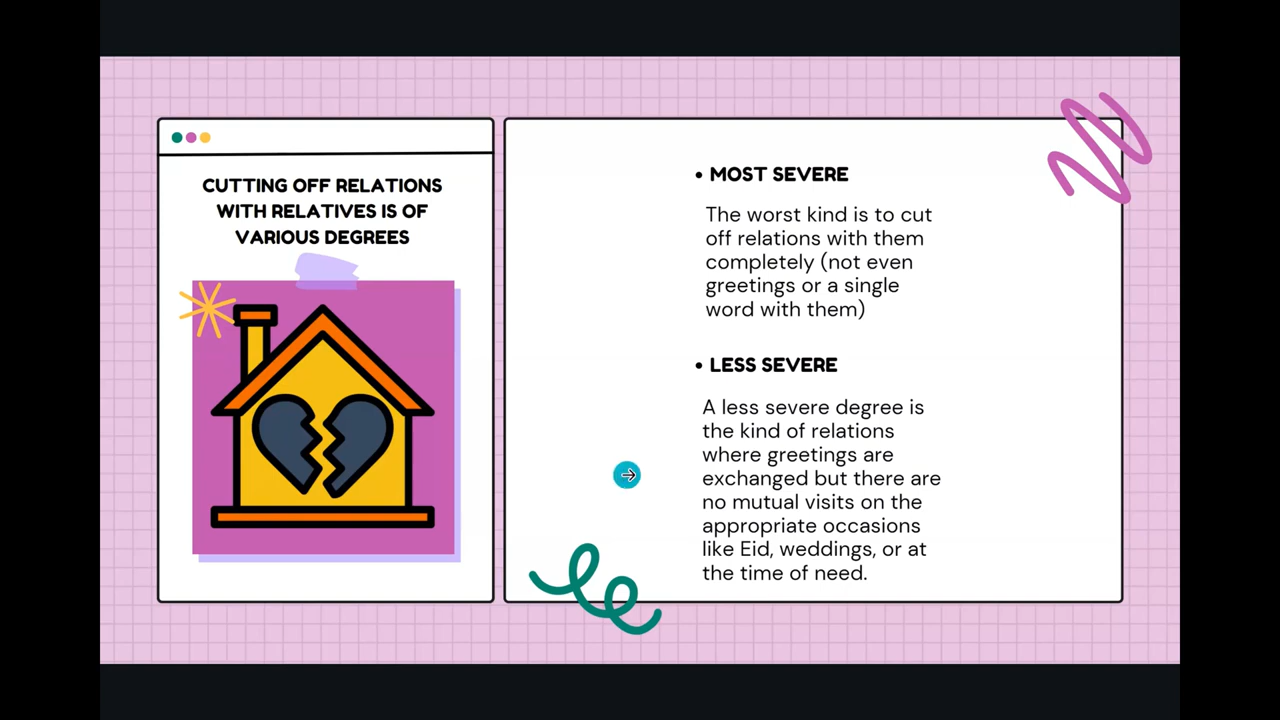 CUTTING OFF RELATIONS
WITH RELATIVES IS OF
VARIOUS DEGREES
• MOST SEVERE
The worst kind is to cut
off relations with them
completely (not even
greetings or a single
word with them)
• LESS SEVERE
A less severe degree is
the kind of relations
where greetings are
exchanged but there are
no mutual visits on the
appropriate occasions
like Eid, weddings, or at
the time of need.